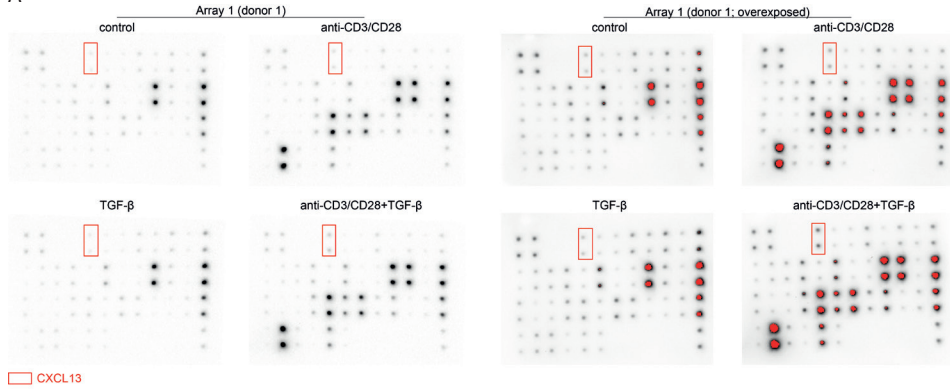 Array 1 (donor 1)
control
anti-CD3/CD28
TGF-β
anti-CD3/CD28+TGF-β
Array 1 (donor 1; overexposed)
control
anti-CD3/CD28
TGF-β
anti-CD3/CD28+TGF-β
CXCL13